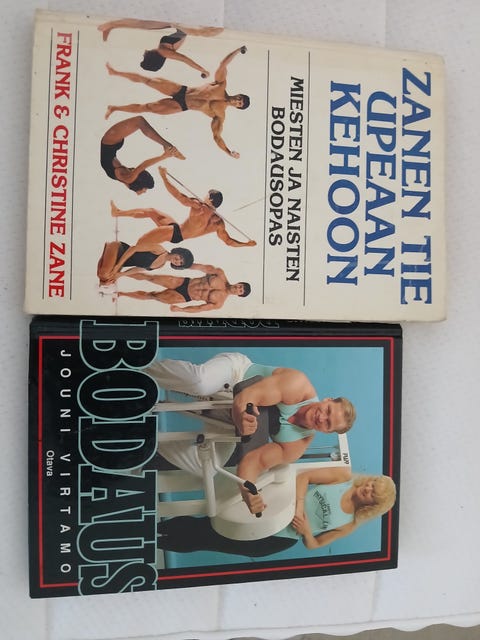 ZANEN TIE
UPEAAN
KEHOON
MIESTEN JA NAISTEN
BODAUSOPAS
FRANK & CHRISTINE ZANE
BODAUS
JOUNI VIRTAMO
Otava